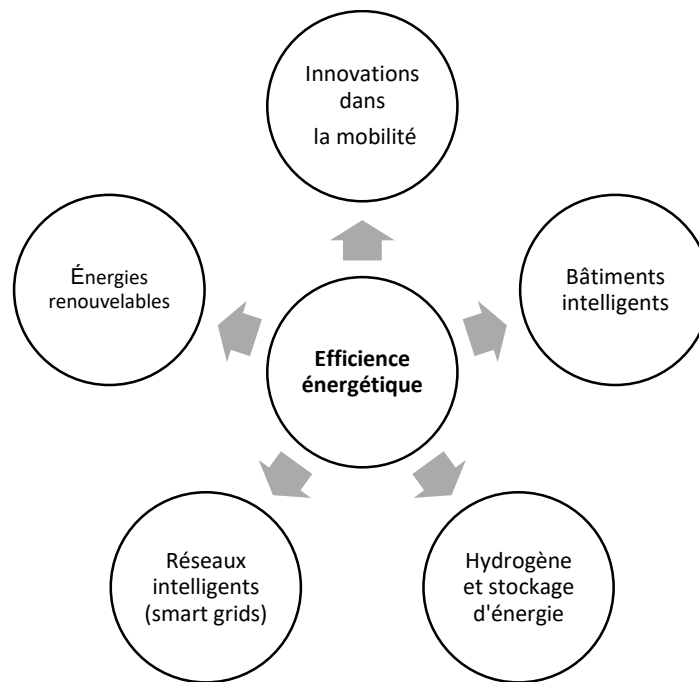 Innovations
dans
la mobilité
Énergies
renouvelables
Bâtiments
intelligents
Efficience
énergétique
Réseaux
intelligents
(smart grids)
Hydrogène
et stockage
d'énergie